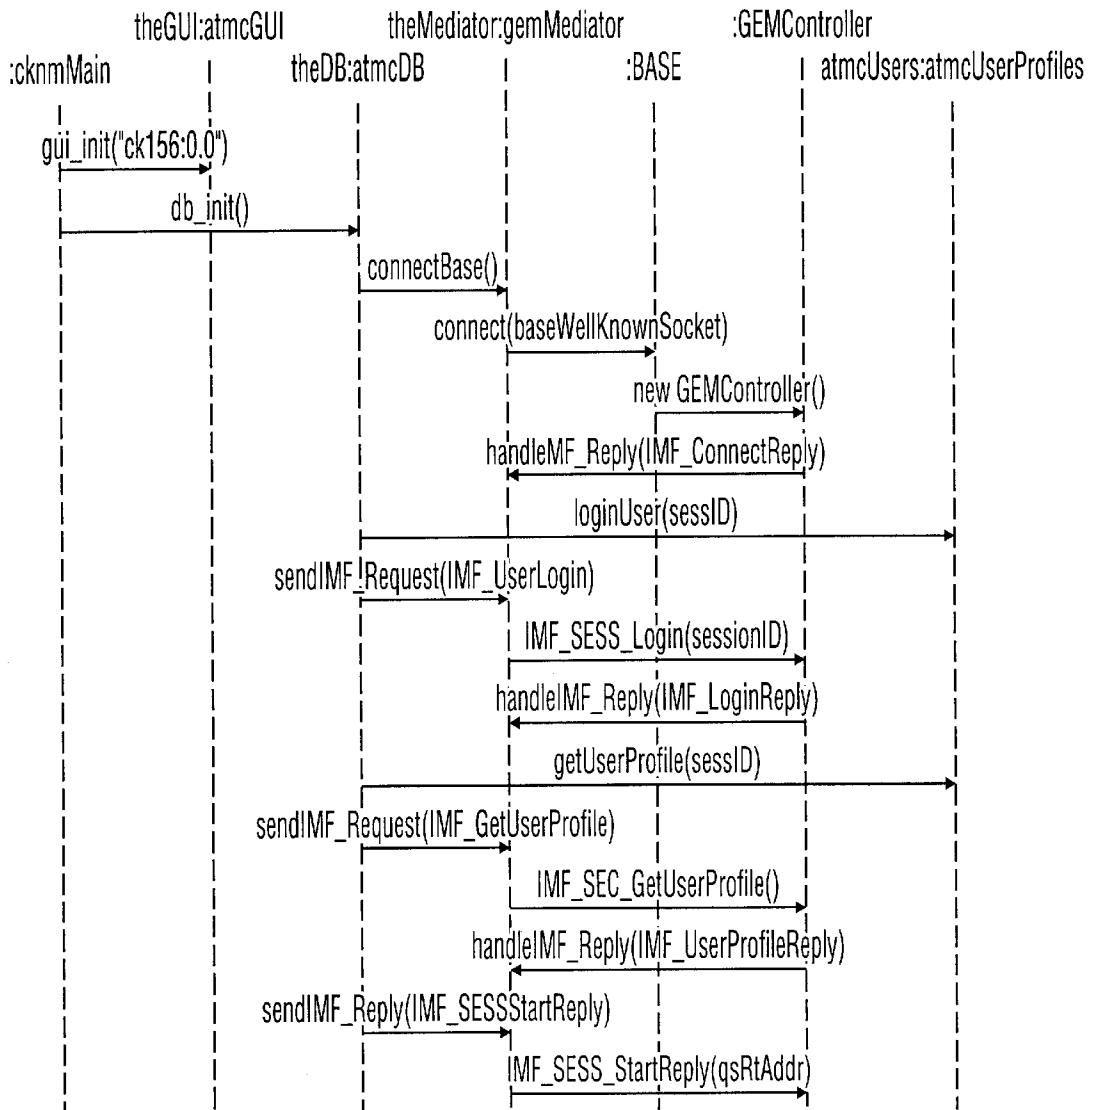 theGUI:atmcGUI theMediator:gemMediator :GEMController
:cknmMain theDB:atmcDB :BASE atmcUsers:atmcUserProfiles
gui_init("ck156:0.0")
db_init()
connectBase()
connect(baseWellKnownSocket)
new GEMController()
handleMF_Reply(IMF_ConnectReply)
loginUser(sessID)
sendIMF_Request(IMF_UserLogin)
IMF_SESS_Login(sessionID)
handleIMF_Reply(IMF_LoginReply)
getUserProfile(sessID)
sendIMF_Request(IMF_GetUserProfile)
IMF_SEC_GetUserProfile()
handleIMF_Reply(IMF_UserProfileReply)
sendIMF_Reply(IMF_SESSStartReply)
IMF_SESS_StartReply(qsRtAddr)